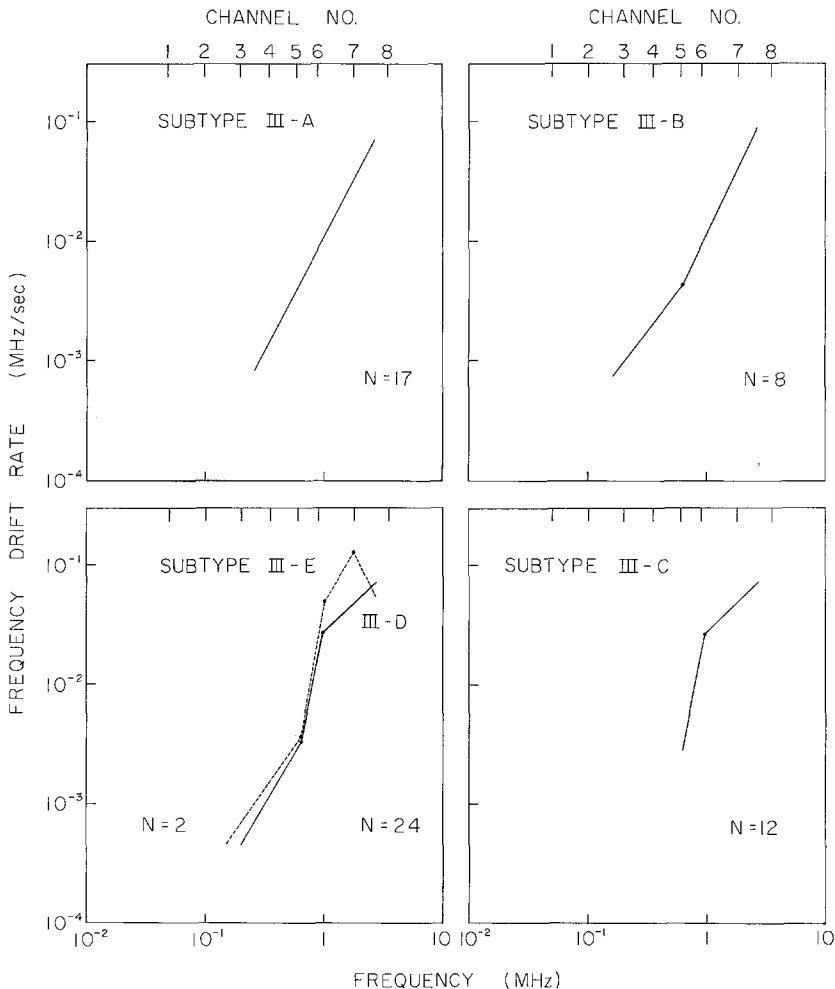 CHANNEL NO.
1 2 3 4 5 6 7 8
CHANNEL NO.
1 2 3 4 5 6 7 8
SUBTYPE III-A
SUBTYPE III-B
10⁻¹
10⁻²
10⁻³
10⁻⁴
N=17
N=8
FREQUENCY DRIFT RATE (MHz/sec)
SUBTYPE III-E
III-D
SUBTYPE III-C
10⁻¹
10⁻²
10⁻³
10⁻⁴
N=2
N=24
N=12
10⁻² 10⁻¹ 1 10
10⁻² 10⁻¹ 1 10
FREQUENCY (MHz)